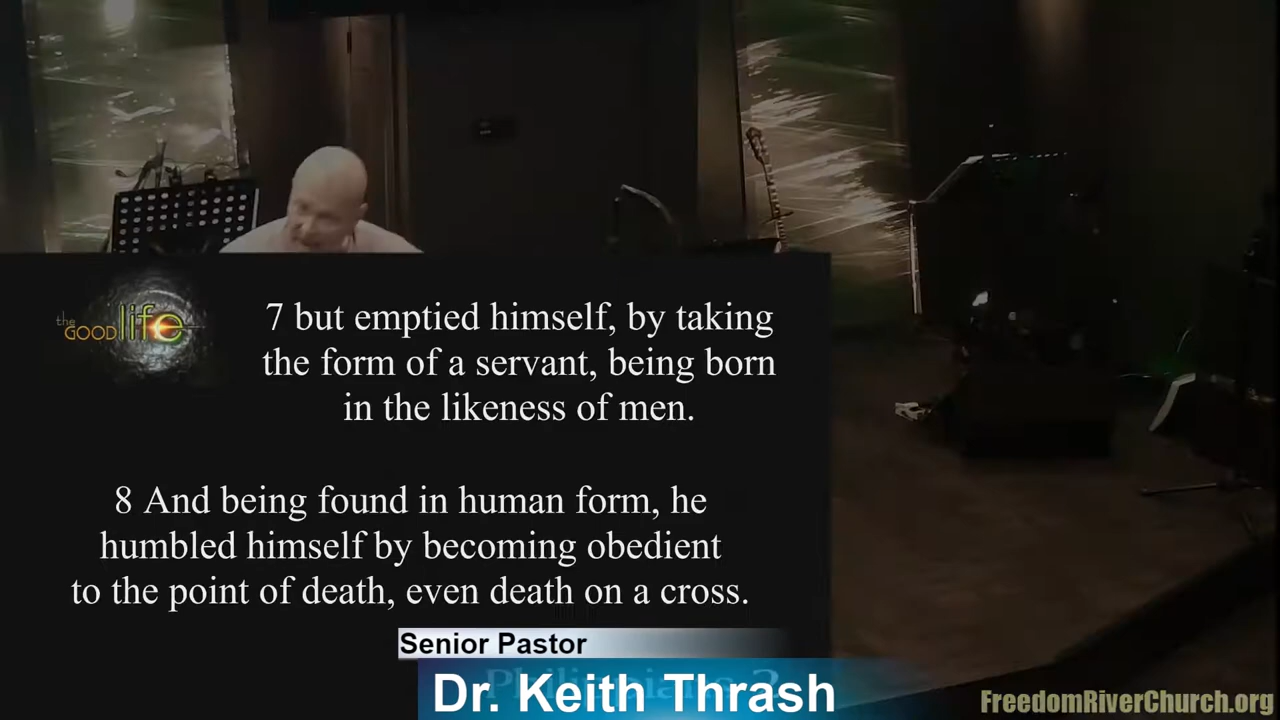 the GOOD life
7 but emptied himself, by taking
the form of a servant, being born
in the likeness of men.
8 And being found in human form, he
humbled himself by becoming obedient
to the point of death, even death on a cross.
Senior Pastor
Philippians 2
Dr. Keith Thrash
FreedomRiverChurch.org